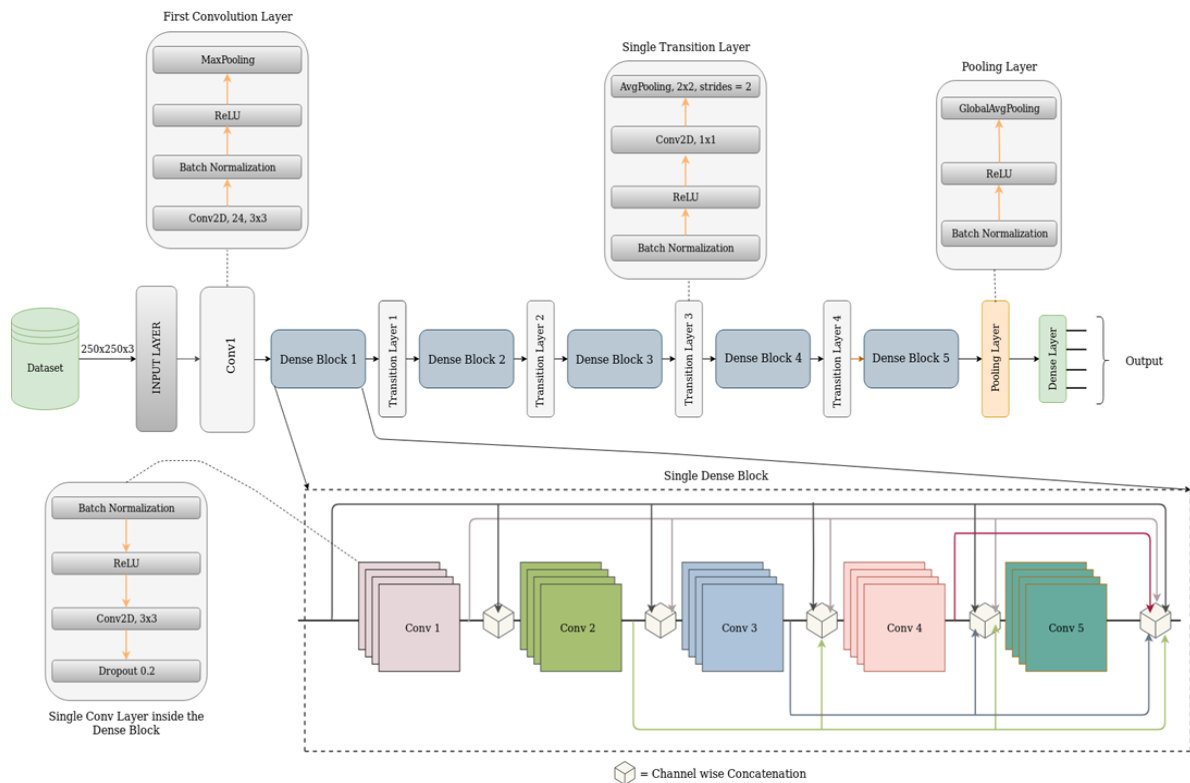 First Convolution Layer
MaxPooling
ReLU
Batch Normalization
Conv2D, 24, 3x3
Single Transition Layer
AvgPooling, 2x2, strides = 2
Conv2D, 1x1
ReLU
Batch Normalization
Pooling Layer
GlobalAvgPooling
ReLU
Batch Normalization
Dataset
250x250x3
INPUT LAYER
Conv1
Dense Block 1
Transition Layer 1
Dense Block 2
Transition Layer 2
Dense Block 3
Transition Layer 3
Dense Block 4
Transition Layer 4
Dense Block 5
Pooling Layer
Dense Layer
Output
Single Dense Block
Batch Normalization
ReLU
Conv2D, 3x3
Dropout 0.2
Single Conv Layer inside the
Dense Block
Conv 1
Conv 2
Conv 3
Conv 4
Conv 5
= Channel wise Concatenation